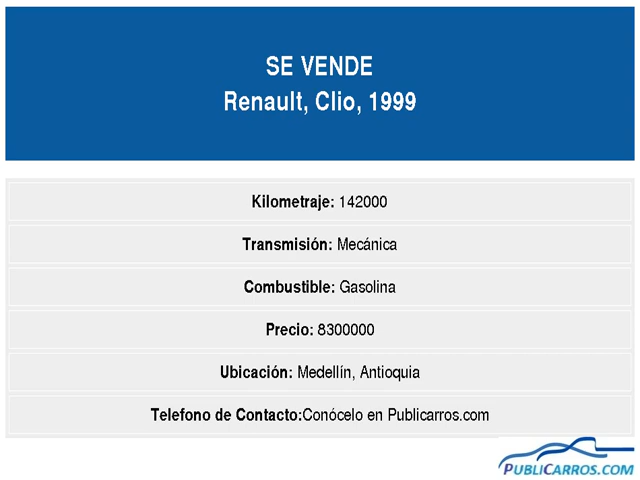 SE VENDE
Renault, Clio, 1999
Kilometraje: 142000
Transmisión: Mecánica
Combustible: Gasolina
Precio: 8300000
Ubicación: Medellín, Antioquia
Telefono de Contacto:Conócelo en Publicarros.com
PUBLICARROS.COM